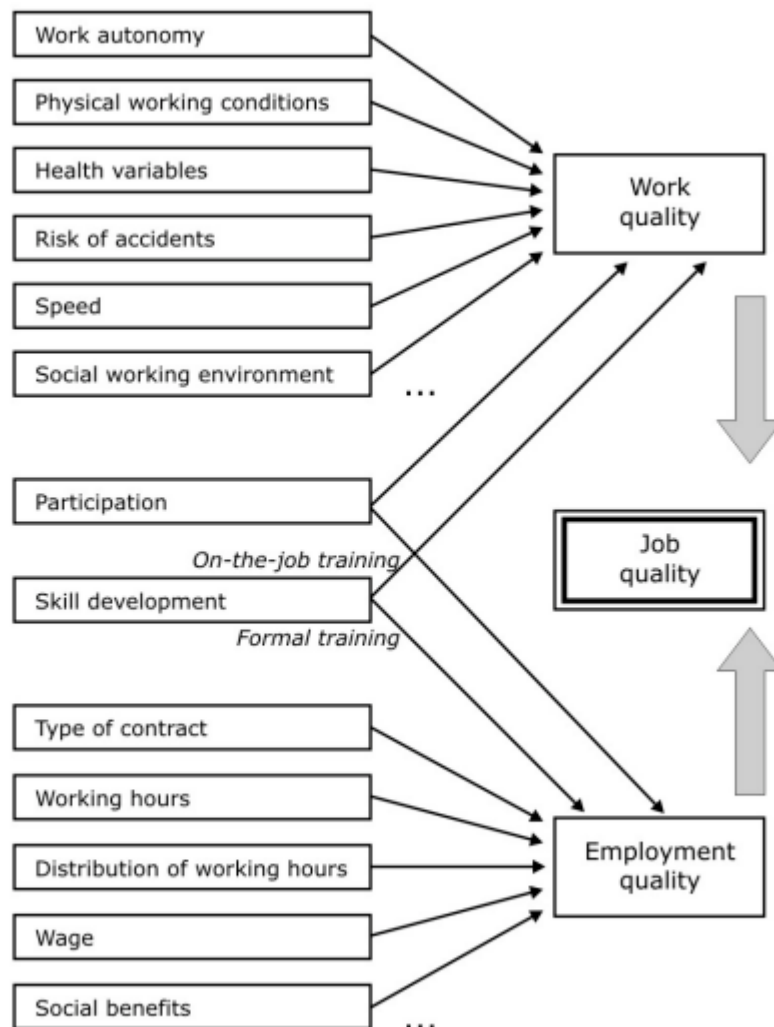 Work autonomy
Physical working conditions
Health variables
Work
quality
Risk of accidents
Speed
Social working environment
...
Participation
Job
quality
On-the-job training
Skill development
Formal training
Type of contract
Working hours
Distribution of working hours
Employment
quality
Wage
Social benefits
...